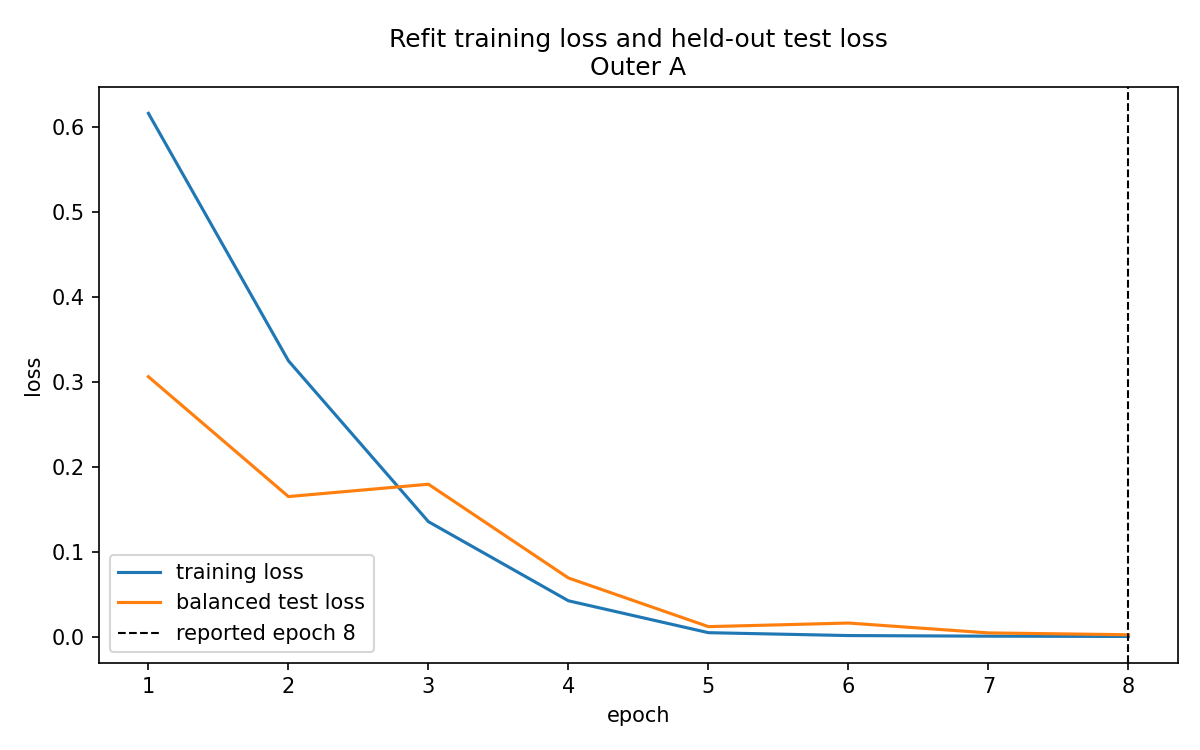 Refit training loss and held-out test loss
Outer A
0.6
0.5
0.4
0.3
0.2
0.1
0.0
loss
training loss
balanced test loss
reported epoch 8
1 2 3 4 5 6 7 8
epoch